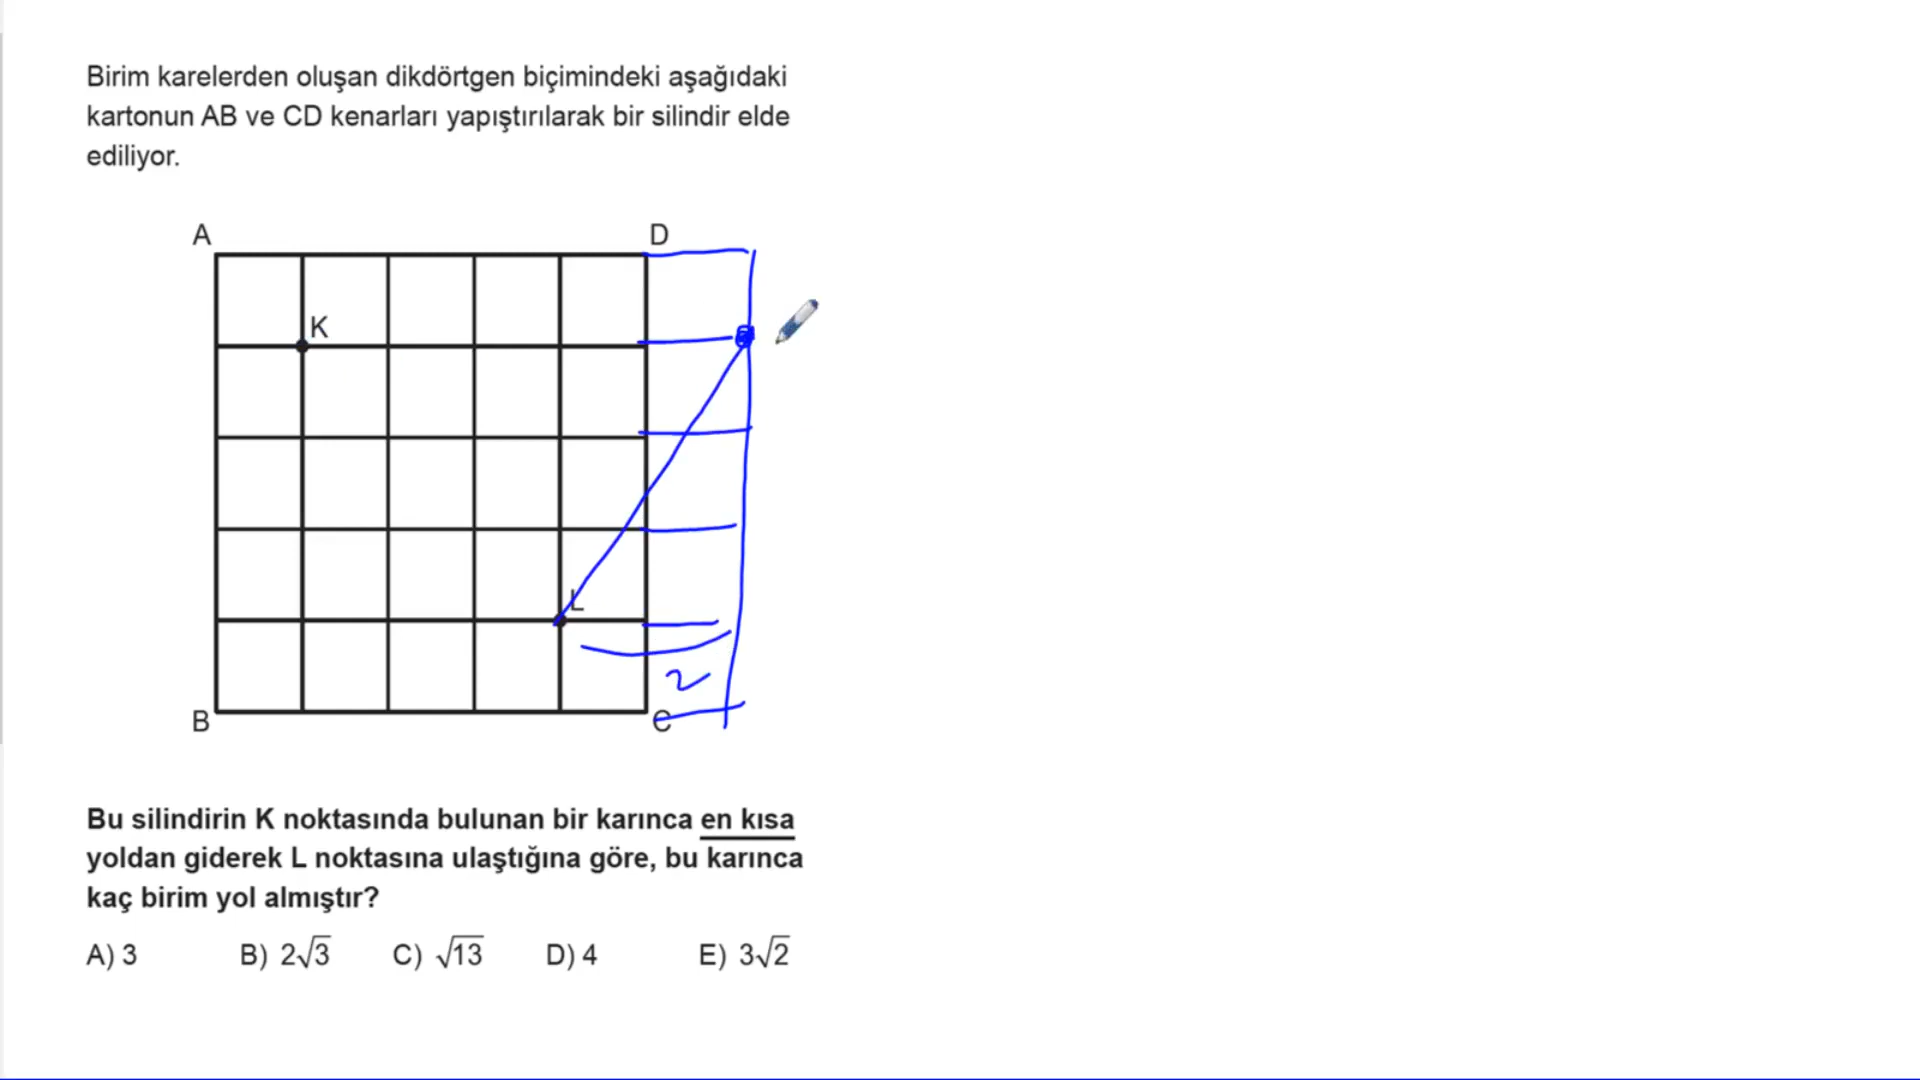 Birim karelerden oluşan dikdörtgen biçimindeki aşağıdaki
kartonun AB ve CD kenarları yapıştırılarak bir silindir elde
ediliyor.
A D
K
L
2
B C
Bu silindirin K noktasında bulunan bir karınca en kısa
yoldan giderek L noktasına ulaştığına göre, bu karınca
kaç birim yol almıştır?
A) 3 B) 2√3 C) √13 D) 4 E) 3√2